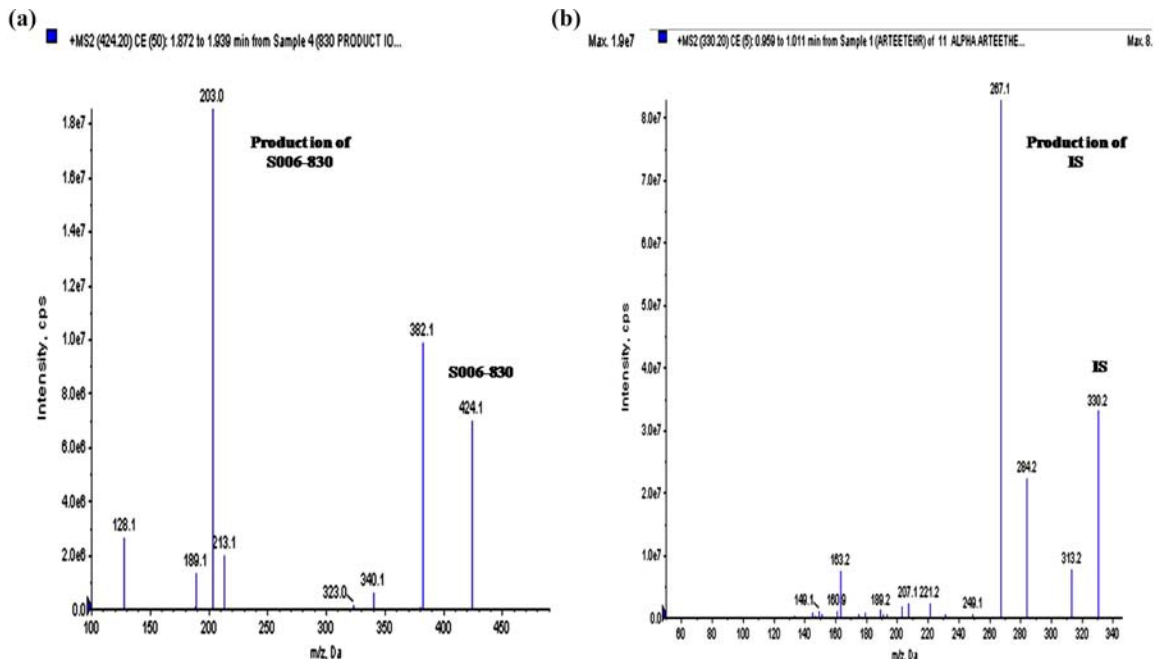 (a)
+MS2 (424.20) CE (50): 1.872 to 1.939 min from Sample 4 (830 PRODUCT IO...
Max. 1.9e7
203.0
1.8e7
Production of
S006-830
1.6e7
1.4e7
1.2e7
Intensity, cps
1.0e7
382.1
S006-830
8.0e6
424.1
6.0e6
4.0e6
128.1
2.0e6
213.1
189.1
340.1
323.0
0.0
100
150
200
250
300
350
400
450
m/z, Da
(b)
+MS2 (330.20) CE (5): 0.959 to 1.011 min from Sample 1 (ARTEETEHR) of 11 ALPHA ARTEETHE...
Max. 8.
267.1
8.0e7
Production of
IS
7.0e7
6.0e7
5.0e7
Intensity, cps
4.0e7
IS
330.2
3.0e7
284.2
2.0e7
1.0e7
163.2
313.2
149.1
160.9
189.2
207.1
221.2
249.1
0.0
60
80
100
120
140
160
180
200
220
240
260
280
300
320
340
m/z, Da